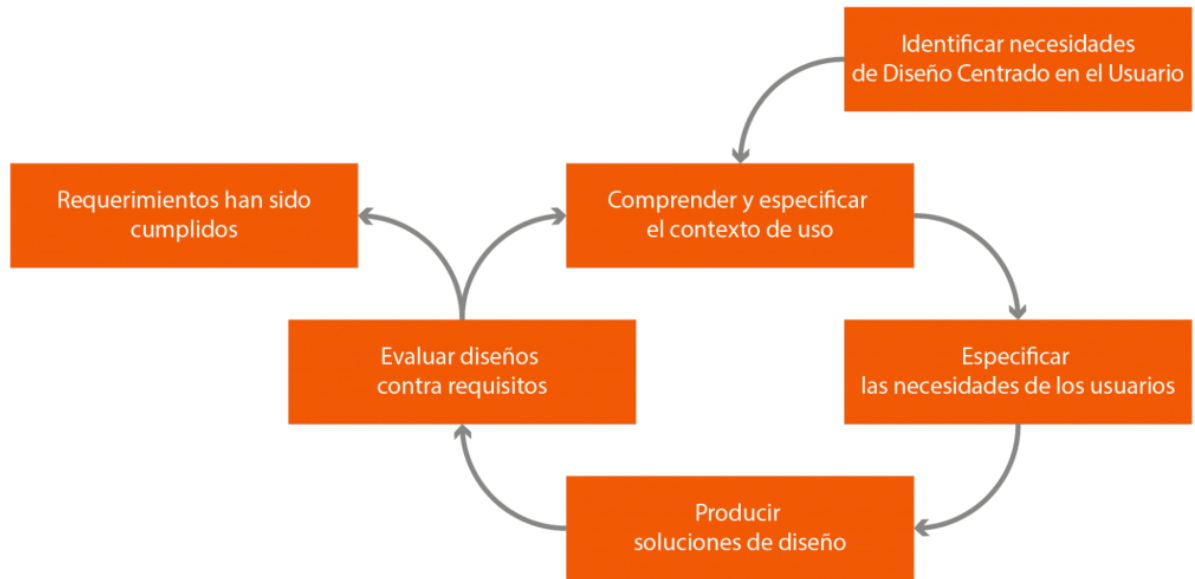 Identificar necesidades
de Diseño Centrado en el Usuario
Requerimientos han sido
cumplidos
Comprender y especificar
el contexto de uso
Evaluar diseños
contra requisitos
Especificar
las necesidades de los usuarios
Producir
soluciones de diseño